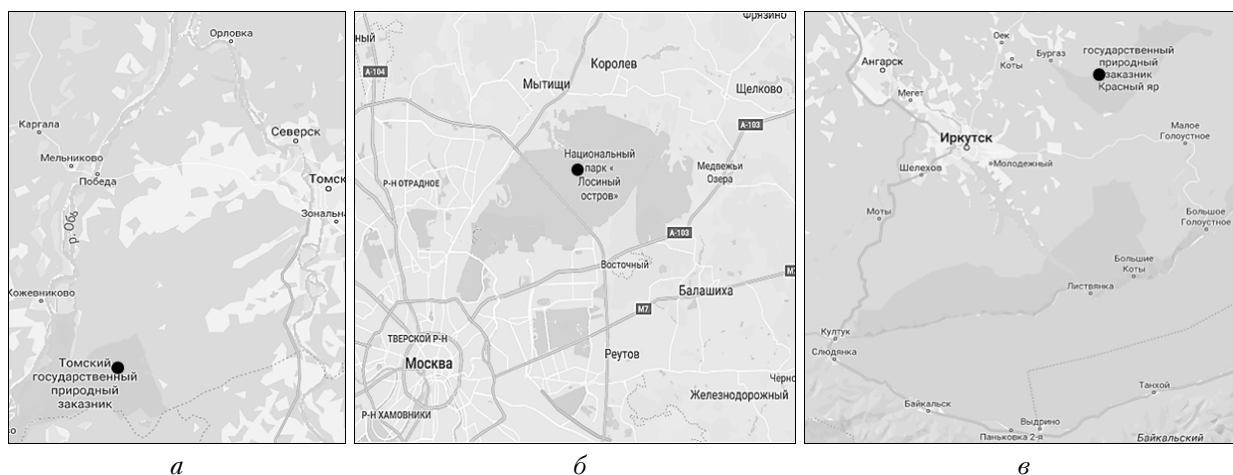 Орловка
Северск
Каргала
Мельниково
Победа
Томск
Зональна
р. Обь
Кожевниково
Томский
государственный
природный
заказник
а
Фрязино
ный
А-104
Королев
Мытищи
Щелково
А-103
Национальный
парк «
Лосиный
остров»
Медвежьи
Озера
Р-Н ОТРАДНОЕ
А-103
Восточный
Балашиха
М7
ТВЕРСКОЙ Р-Н
Москва
Реутов
Железнодорожный
Р-Н ХАМОВНИКИ
б
Оек
Коты
Бургаз
государственный
природный
заказник
Красный яр
Ангарск
Мегет
Иркутск
Молодежный
Шелехов
Малое
Голоустное
Моты
Большое
Голоустное
Большие
Коты
Листвянка
Култук
Слюдянка
Байкальск
Выдрино
Паньковка 2-я
Танхой
Байкальский
в